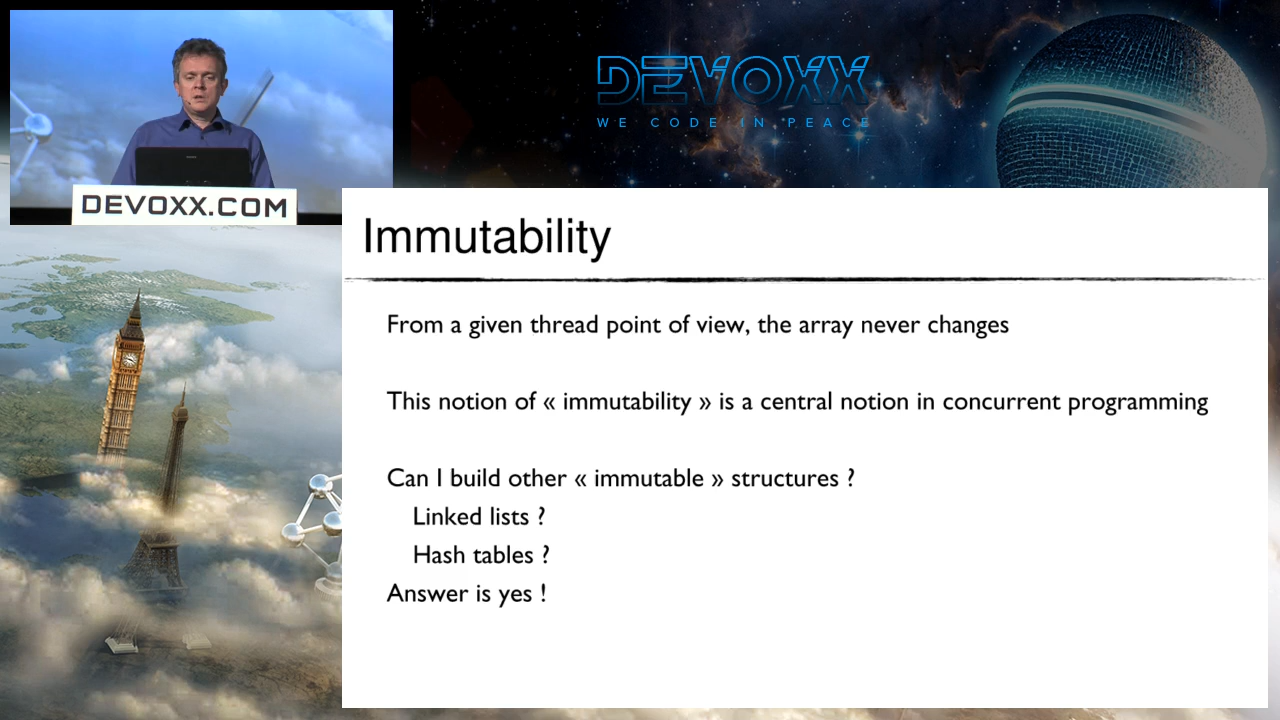 DEVOXX
WE CODE IN PEACE
DEVOXX.COM
Immutability
From a given thread point of view, the array never changes
This notion of « immutability » is a central notion in concurrent programming
Can I build other « immutable » structures ?
Linked lists ?
Hash tables ?
Answer is yes !